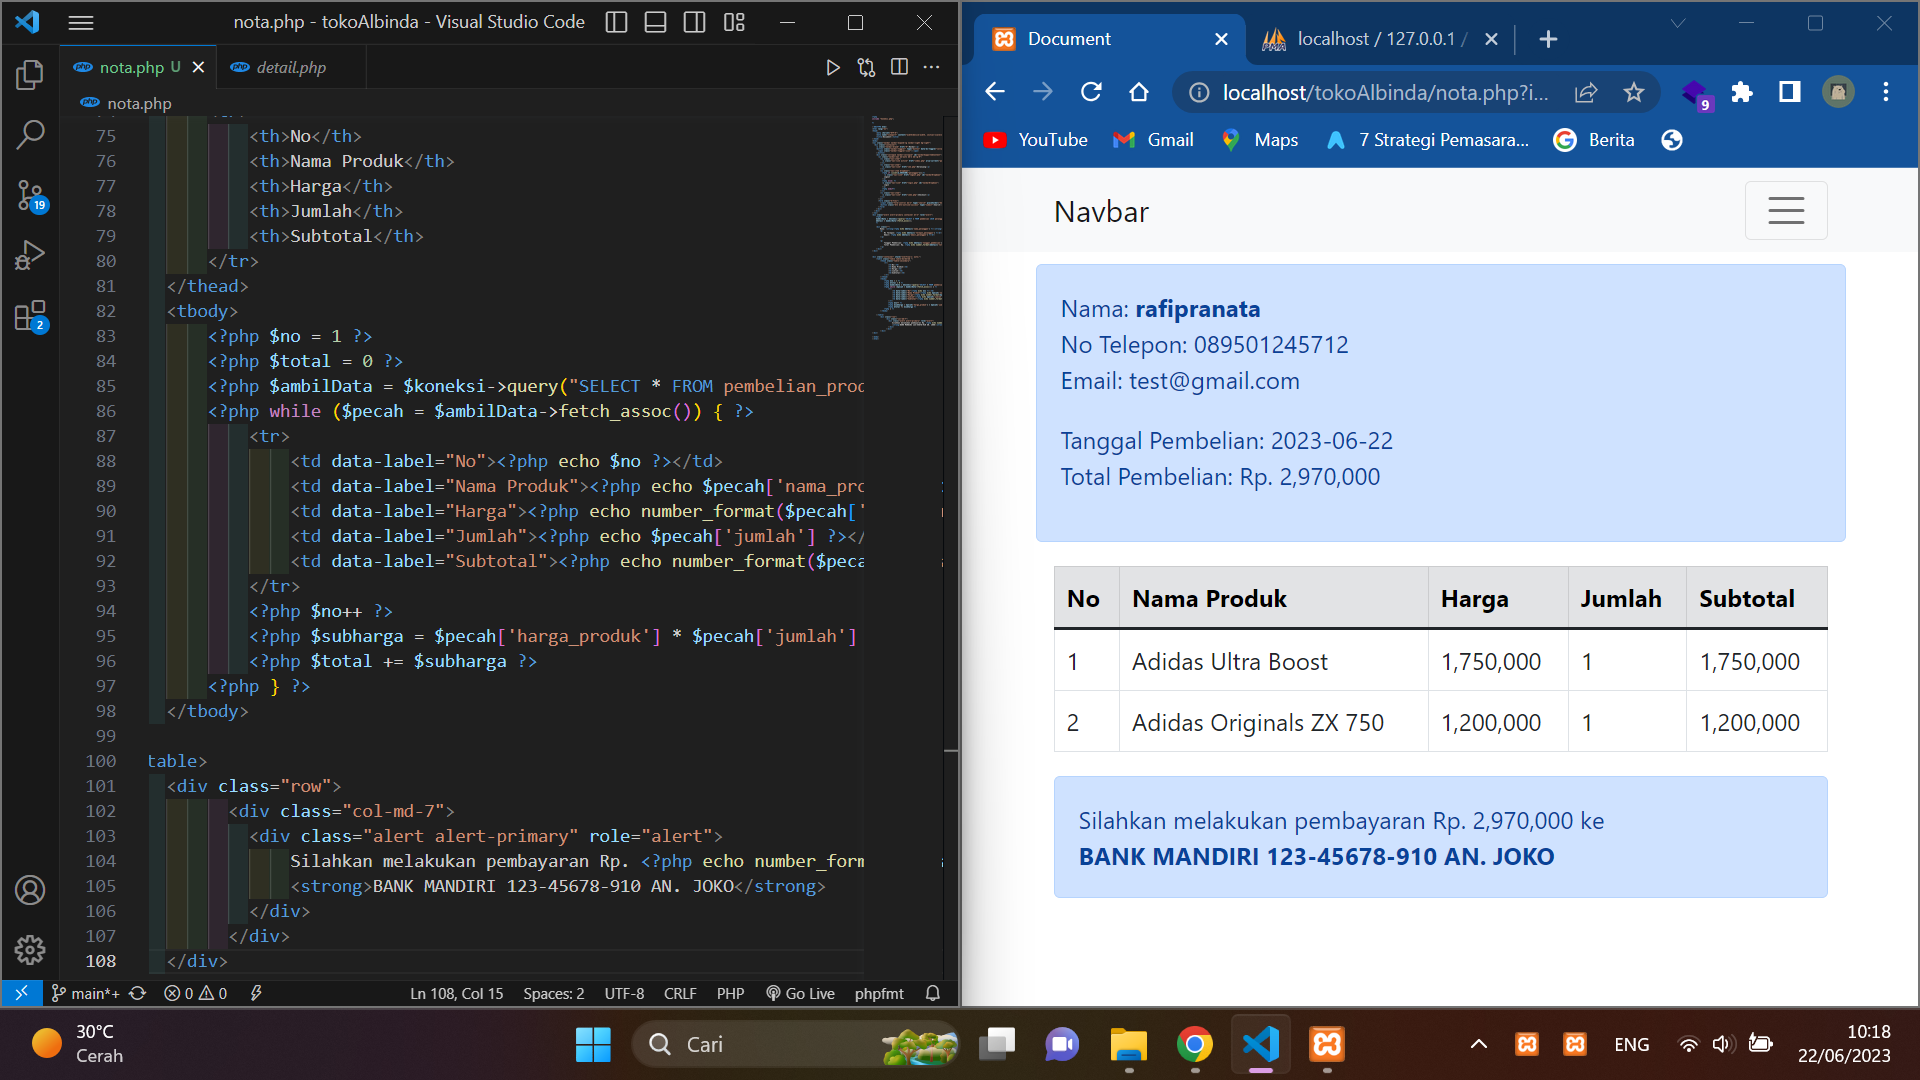 nota.php - tokoAlbinda - Visual Studio Code
nota.php U
detail.php
nota.php
75 <th>No</th>
76 <th>Nama Produk</th>
77 <th>Harga</th>
78 <th>Jumlah</th>
79 <th>Subtotal</th>
80 </tr>
81 </thead>
82 <tbody>
83 <?php $no = 1 ?>
84 <?php $total = 0 ?>
85 <?php $ambilData = $koneksi->query("SELECT * FROM pembelian_prod
86 <?php while ($pecah = $ambilData->fetch_assoc()) { ?>
87 <tr>
88 <td data-label="No"><?php echo $no ?></td>
89 <td data-label="Nama Produk"><?php echo $pecah['nama_pro
90 <td data-label="Harga"><?php echo number_format($pecah['
91 <td data-label="Jumlah"><?php echo $pecah['jumlah'] ?></
92 <td data-label="Subtotal"><?php echo number_format($peca
93 </tr>
94 <?php $no++ ?>
95 <?php $subharga = $pecah['harga_produk'] * $pecah['jumlah']
96 <?php $total += $subharga ?>
97 <?php } ?>
98 </tbody>
99
100 table>
101 <div class="row">
102 <div class="col-md-7">
103 <div class="alert alert-primary" role="alert">
104 Silahkan melakukan pembayaran Rp. <?php echo number_form
105 <strong>BANK MANDIRI 123-45678-910 AN. JOKO</strong>
106 </div>
107 </div>
108 </div>
19
2
main*+ 0 0 Ln 108, Col 15 Spaces: 2 UTF-8 CRLF PHP Go Live phpfmt
Document
localhost / 127.0.0.1 /
localhost/tokoAlbinda/nota.php?i...
9
YouTube Gmail Maps 7 Strategi Pemasara... Berita
Navbar
Nama: rafipranata
No Telepon: 089501245712
Email: test@gmail.com
Tanggal Pembelian: 2023-06-22
Total Pembelian: Rp. 2,970,000
No Nama Produk Harga Jumlah Subtotal
1 Adidas Ultra Boost 1,750,000 1 1,750,000
2 Adidas Originals ZX 750 1,200,000 1 1,200,000
Silahkan melakukan pembayaran Rp. 2,970,000 ke
BANK MANDIRI 123-45678-910 AN. JOKO
30°C
Cerah
Cari
ENG
10:18
22/06/2023